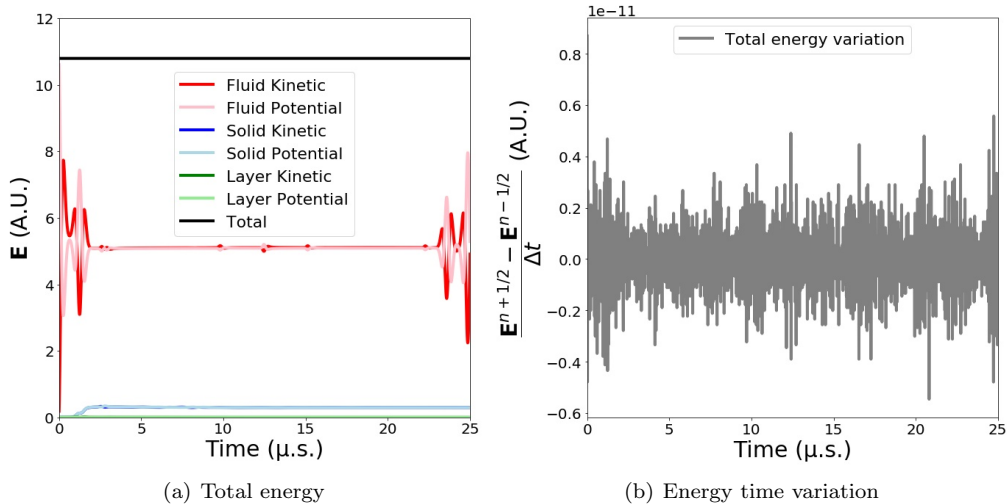 12
10
8
6
4
2
0
E (A.U.)
Fluid Kinetic
Fluid Potential
Solid Kinetic
Solid Potential
Layer Kinetic
Layer Potential
Total
0 5 10 15 20 25
Time (μ.s.)
(a) Total energy
1e−11
0.8
0.6
0.4
0.2
0.0
−0.2
−0.4
−0.6
E^{n+1/2} − E^{n−1/2} (A.U.)
Δt
Total energy variation
0 5 10 15 20 25
Time (μ.s.)
(b) Energy time variation